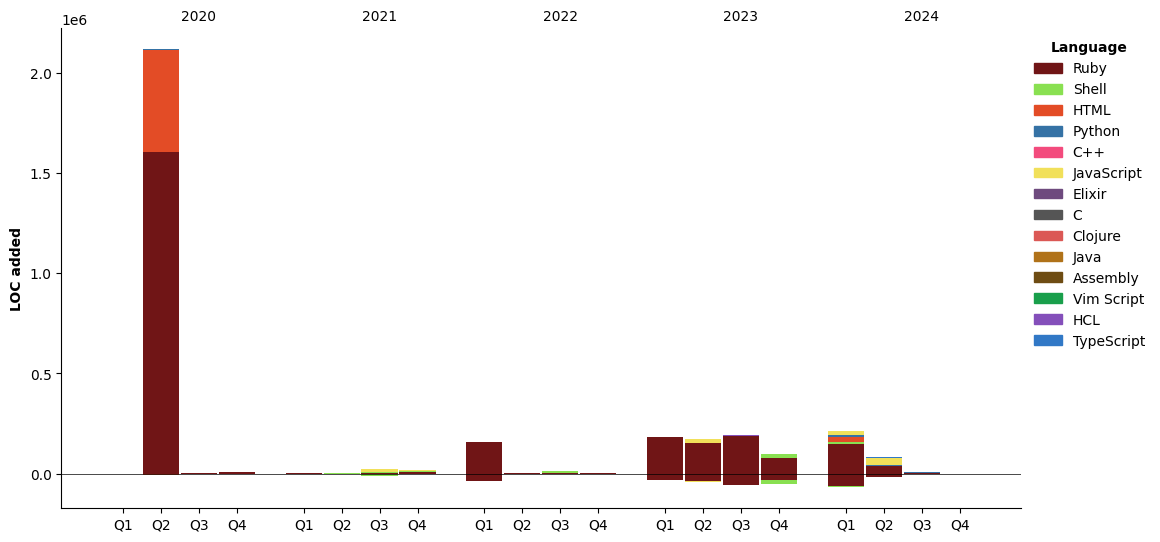 1e6
2020 2021 2022 2023 2024
2.0
1.5
1.0
0.5
0.0
LOC added
Q1 Q2 Q3 Q4 Q1 Q2 Q3 Q4 Q1 Q2 Q3 Q4 Q1 Q2 Q3 Q4 Q1 Q2 Q3 Q4
Language
Ruby
Shell
HTML
Python
C++
JavaScript
Elixir
C
Clojure
Java
Assembly
Vim Script
HCL
TypeScript